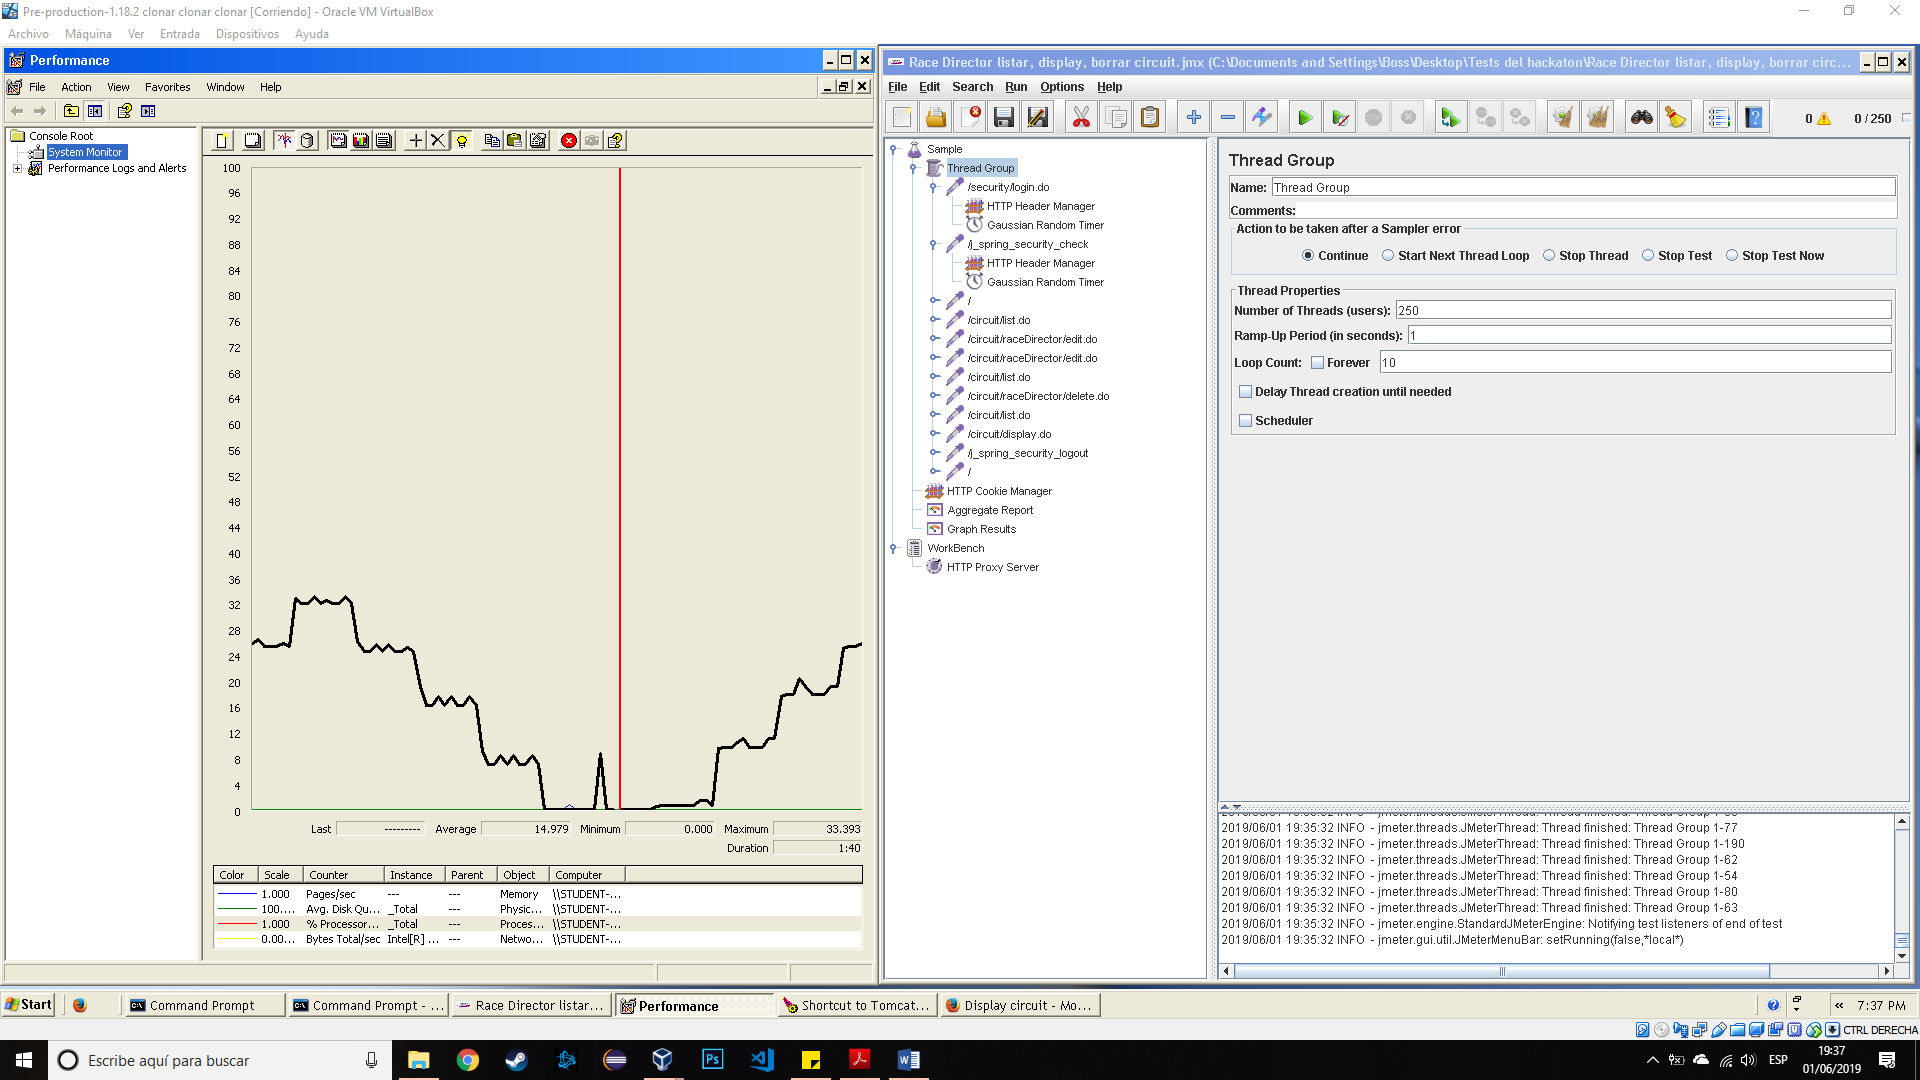 Pre-production-1.18.2 clonar clonar clonar [Corriendo] - Oracle VM VirtualBox
Archivo Máquina Ver Entrada Dispositivos Ayuda
Performance
File Action View Favorites Window Help
Console Root
System Monitor
Performance Logs and Alerts
100
96
92
88
84
80
76
72
68
64
60
56
52
48
44
40
36
32
28
24
20
16
12
8
4
0
Last --------- Average 14.979 Minimum 0.000 Maximum 33.393
Duration 1:40
Color Scale Counter Instance Parent Object Computer
1.000 Pages/sec --- --- Memory \\STUDENT-...
100.... Avg. Disk Qu... _Total --- Physic... \\STUDENT-...
1.000 % Processor... _Total --- Proces... \\STUDENT-...
0.00... Bytes Total/sec Intel[R] ... --- Netwo... \\STUDENT-...
Race Director listar, display, borrar circuit.jmx (C:\Documents and Settings\Boss\Desktop\Tests del hackaton\Race Director listar, display, borrar circ...
File Edit Search Run Options Help
0 0 / 250
Sample
Thread Group
/security/login.do
HTTP Header Manager
Gaussian Random Timer
/j_spring_security_check
HTTP Header Manager
Gaussian Random Timer
/
/circuit/list.do
/circuit/raceDirector/edit.do
/circuit/raceDirector/edit.do
/circuit/list.do
/circuit/raceDirector/delete.do
/circuit/list.do
/circuit/display.do
/j_spring_security_logout
/
HTTP Cookie Manager
Aggregate Report
Graph Results
WorkBench
HTTP Proxy Server
Thread Group
Name: Thread Group
Comments:
Action to be taken after a Sampler error
Continue Start Next Thread Loop Stop Thread Stop Test Stop Test Now
Thread Properties
Number of Threads (users): 250
Ramp-Up Period (in seconds): 1
Loop Count: Forever 10
Delay Thread creation until needed
Scheduler
2019/06/01 19:35:32 INFO - jmeter.threads.JMeterThread: Thread finished: Thread Group 1-77
2019/06/01 19:35:32 INFO - jmeter.threads.JMeterThread: Thread finished: Thread Group 1-190
2019/06/01 19:35:32 INFO - jmeter.threads.JMeterThread: Thread finished: Thread Group 1-62
2019/06/01 19:35:32 INFO - jmeter.threads.JMeterThread: Thread finished: Thread Group 1-54
2019/06/01 19:35:32 INFO - jmeter.threads.JMeterThread: Thread finished: Thread Group 1-80
2019/06/01 19:35:32 INFO - jmeter.threads.JMeterThread: Thread finished: Thread Group 1-63
2019/06/01 19:35:32 INFO - jmeter.engine.StandardJMeterEngine: Notifying test listeners of end of test
2019/06/01 19:35:32 INFO - jmeter.gui.util.JMeterMenuBar: setRunning(false,*local*)
Start Command Prompt Command Prompt - ... Race Director listar... Performance Shortcut to Tomcat... Display circuit - Mo... « 7:37 PM
CTRL DERECHA
Escribe aquí para buscar
ESP
19:37
01/06/2019